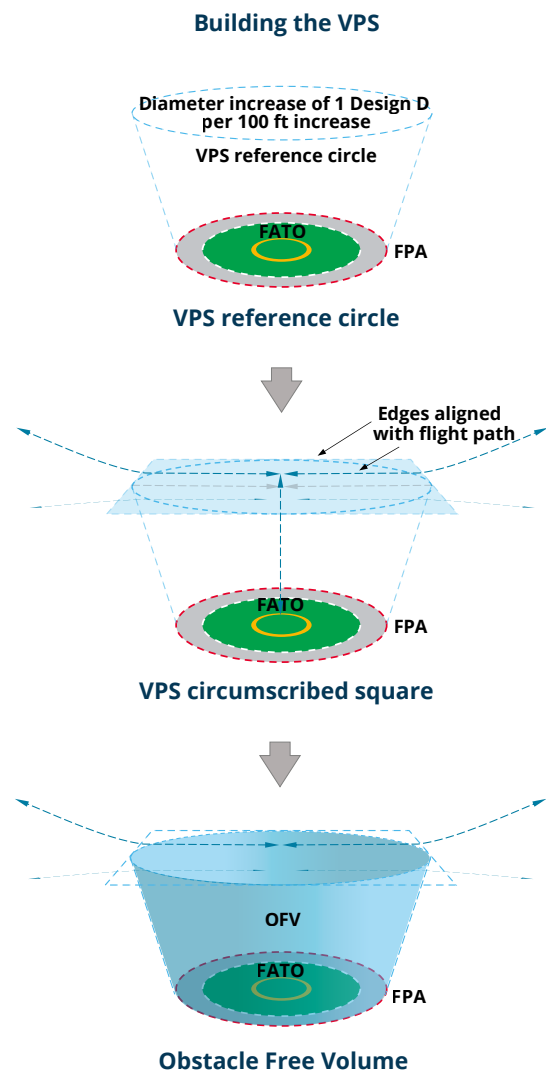 Building the VPS
Diameter increase of 1 Design D
per 100 ft increase
VPS reference circle
FATO
FPA
VPS reference circle
Edges aligned
with flight path
FATO
FPA
VPS circumscribed square
OFV
FATO
FPA
Obstacle Free Volume